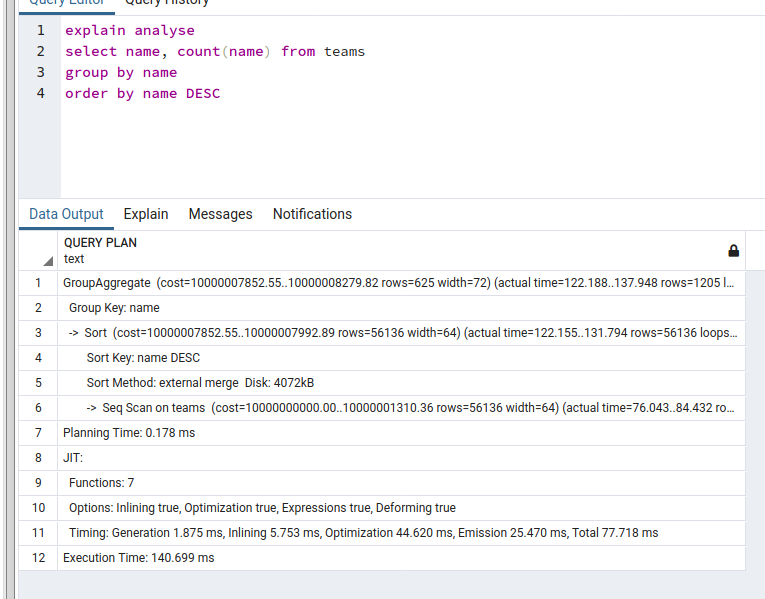 Query Editor Query History
1 explain analyse
2 select name, count(name) from teams
3 group by name
4 order by name DESC
Data Output Explain Messages Notifications
QUERY PLAN
text
1 GroupAggregate (cost=10000007852.55..10000008279.82 rows=625 width=72) (actual time=122.188..137.948 rows=1205 l...
2 Group Key: name
3 -> Sort (cost=10000007852.55..10000007992.89 rows=56136 width=64) (actual time=122.155..131.794 rows=56136 loops...
4 Sort Key: name DESC
5 Sort Method: external merge Disk: 4072kB
6 -> Seq Scan on teams (cost=10000000000.00..10000001310.36 rows=56136 width=64) (actual time=76.043..84.432 ro...
7 Planning Time: 0.178 ms
8 JIT:
9 Functions: 7
10 Options: Inlining true, Optimization true, Expressions true, Deforming true
11 Timing: Generation 1.875 ms, Inlining 5.753 ms, Optimization 44.620 ms, Emission 25.470 ms, Total 77.718 ms
12 Execution Time: 140.699 ms